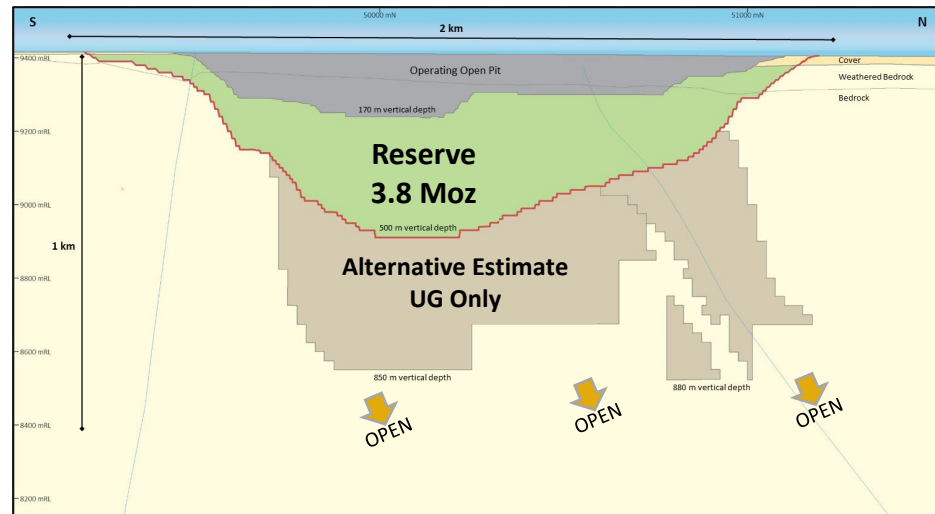 50000 mN
51000 mN
S
N
2 km
9400 mRL
Cover
Operating Open Pit
Weathered Bedrock
Bedrock
170 m vertical depth
9200 mRL
Reserve
3.8 Moz
9000 mRL
500 m vertical depth
1 km
Alternative Estimate
UG Only
8800 mRL
8600 mRL
850 m vertical depth
880 m vertical depth
OPEN
OPEN
OPEN
8400 mRL
8200 mRL